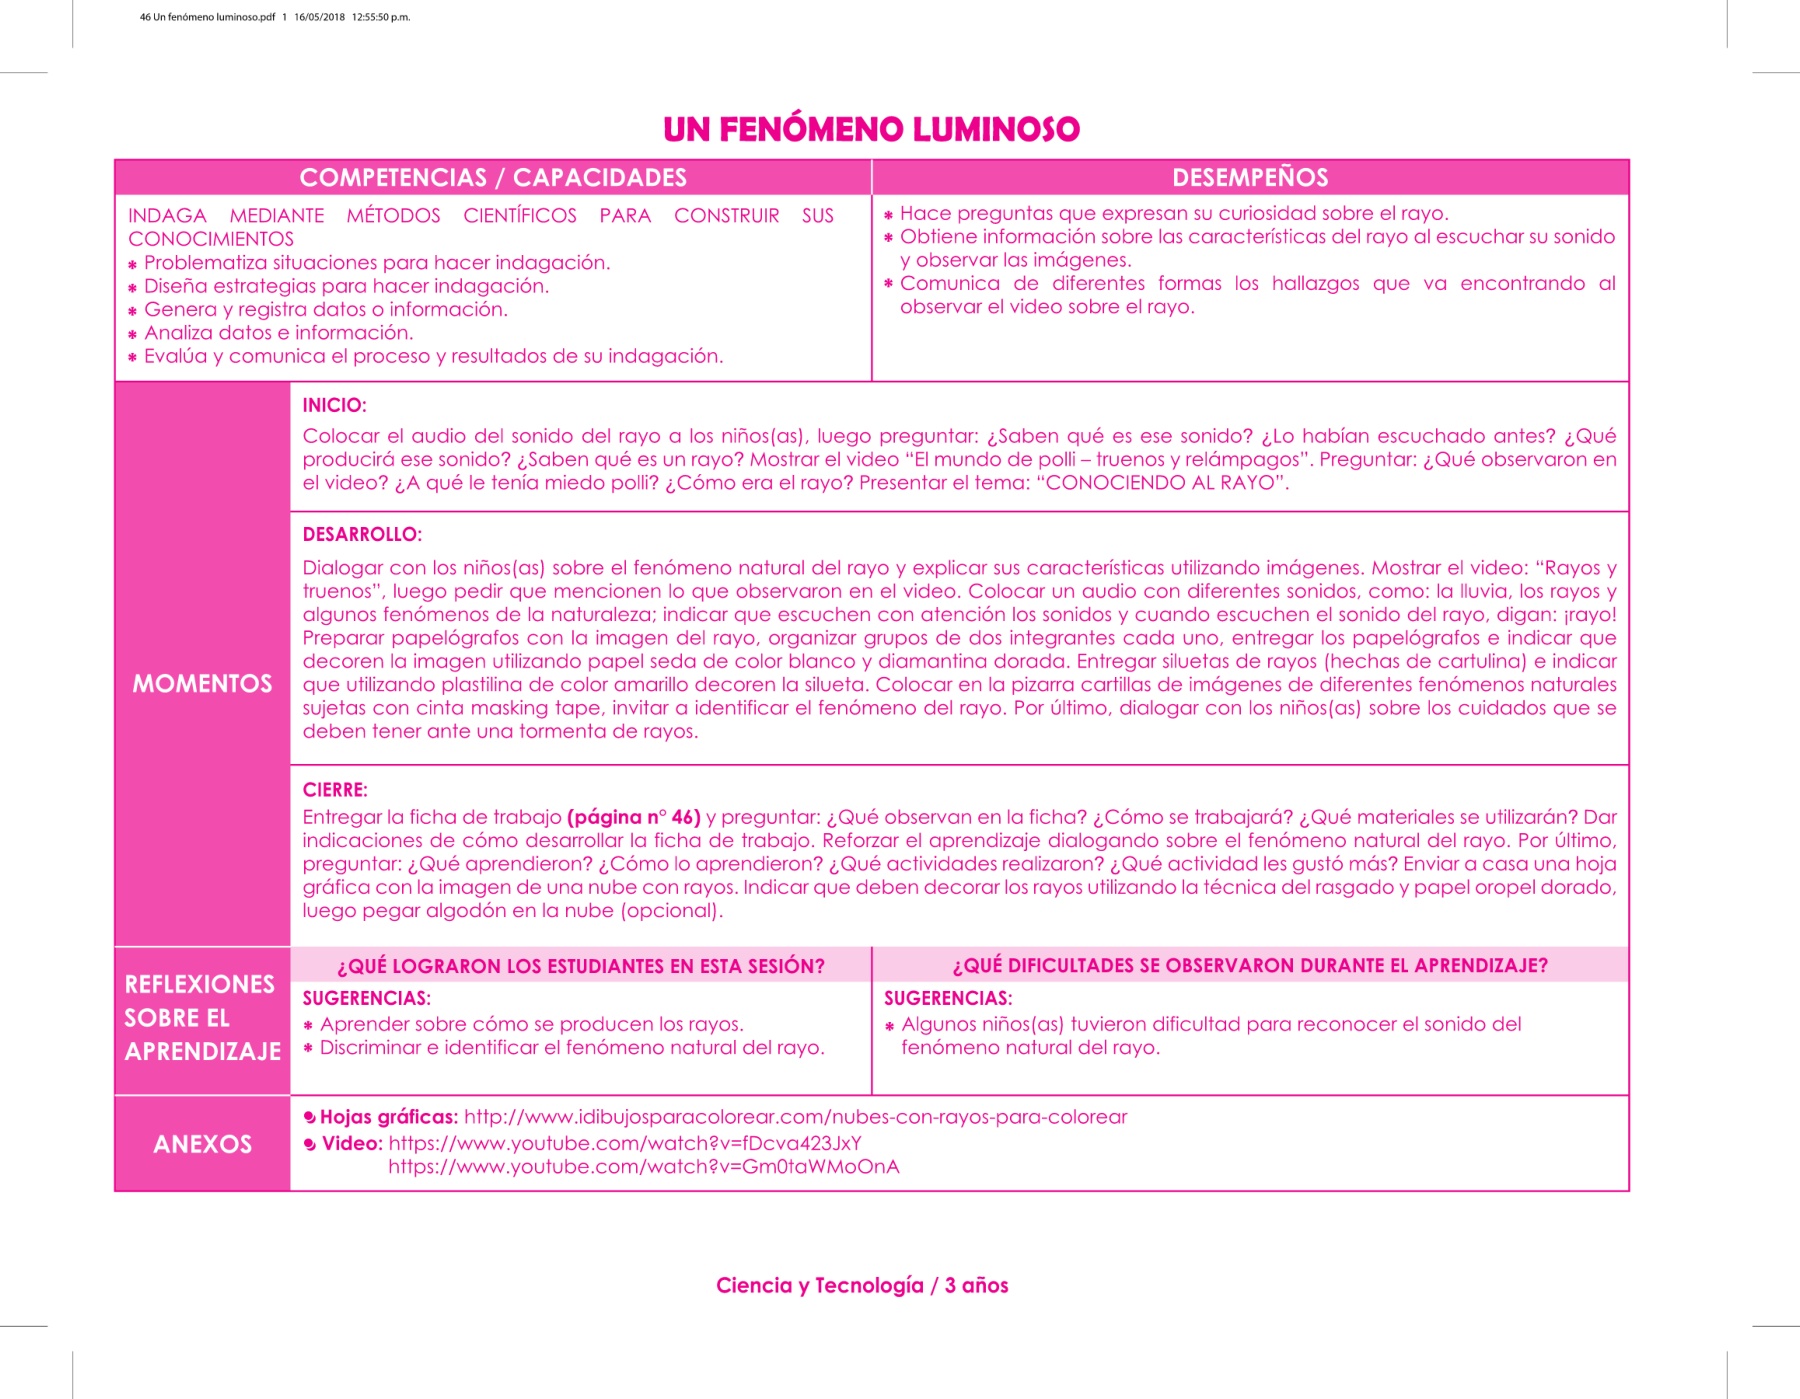 46 Un fenómeno luminoso.pdf 1 16/05/2018 12:55:50 p.m.
UN FENÓMENO LUMINOSO
COMPETENCIAS / CAPACIDADES
INDAGA MEDIANTE MÉTODOS CIENTÍFICOS PARA CONSTRUIR SUS
CONOCIMIENTOS
* Problematiza situaciones para hacer indagación.
* Diseña estrategias para hacer indagación.
* Genera y registra datos o información.
* Analiza datos e información.
* Evalúa y comunica el proceso y resultados de su indagación.
DESEMPEÑOS
* Hace preguntas que expresan su curiosidad sobre el rayo.
* Obtiene información sobre las características del rayo al escuchar su sonido
y observar las imágenes.
* Comunica de diferentes formas los hallazgos que va encontrando al
observar el video sobre el rayo.
MOMENTOS
INICIO:
Colocar el audio del sonido del rayo a los niños(as), luego preguntar: ¿Saben qué es ese sonido? ¿Lo habían escuchado antes? ¿Qué
producirá ese sonido? ¿Saben qué es un rayo? Mostrar el video “El mundo de polli – truenos y relámpagos”. Preguntar: ¿Qué observaron en
el video? ¿A qué le tenía miedo polli? ¿Cómo era el rayo? Presentar el tema: “CONOCIENDO AL RAYO”.
DESARROLLO:
Dialogar con los niños(as) sobre el fenómeno natural del rayo y explicar sus características utilizando imágenes. Mostrar el video: “Rayos y
truenos”, luego pedir que mencionen lo que observaron en el video. Colocar un audio con diferentes sonidos, como: la lluvia, los rayos y
algunos fenómenos de la naturaleza; indicar que escuchen con atención los sonidos y cuando escuchen el sonido del rayo, digan: ¡rayo!
Preparar papelógrafos con la imagen del rayo, organizar grupos de dos integrantes cada uno, entregar los papelógrafos e indicar que
decoren la imagen utilizando papel seda de color blanco y diamantina dorada. Entregar siluetas de rayos (hechas de cartulina) e indicar
que utilizando plastilina de color amarillo decoren la silueta. Colocar en la pizarra cartillas de imágenes de diferentes fenómenos naturales
sujetas con cinta masking tape, invitar a identificar el fenómeno del rayo. Por último, dialogar con los niños(as) sobre los cuidados que se
deben tener ante una tormenta de rayos.
CIERRE:
Entregar la ficha de trabajo (página n° 46) y preguntar: ¿Qué observan en la ficha? ¿Cómo se trabajará? ¿Qué materiales se utilizarán? Dar
indicaciones de cómo desarrollar la ficha de trabajo. Reforzar el aprendizaje dialogando sobre el fenómeno natural del rayo. Por último,
preguntar: ¿Qué aprendieron? ¿Cómo lo aprendieron? ¿Qué actividades realizaron? ¿Qué actividad les gustó más? Enviar a casa una hoja
gráfica con la imagen de una nube con rayos. Indicar que deben decorar los rayos utilizando la técnica del rasgado y papel oropel dorado,
luego pegar algodón en la nube (opcional).
REFLEXIONES
SOBRE EL
APRENDIZAJE
¿QUÉ LOGRARON LOS ESTUDIANTES EN ESTA SESIÓN?
SUGERENCIAS:
* Aprender sobre cómo se producen los rayos.
* Discriminar e identificar el fenómeno natural del rayo.
¿QUÉ DIFICULTADES SE OBSERVARON DURANTE EL APRENDIZAJE?
SUGERENCIAS:
* Algunos niños(as) tuvieron dificultad para reconocer el sonido del
fenómeno natural del rayo.
ANEXOS
Hojas gráficas: http://www.idibujosparacolorear.com/nubes-con-rayos-para-colorear
Video: https://www.youtube.com/watch?v=fDcva423JxY
https://www.youtube.com/watch?v=Gm0taWMoOnA
Ciencia y Tecnología / 3 años